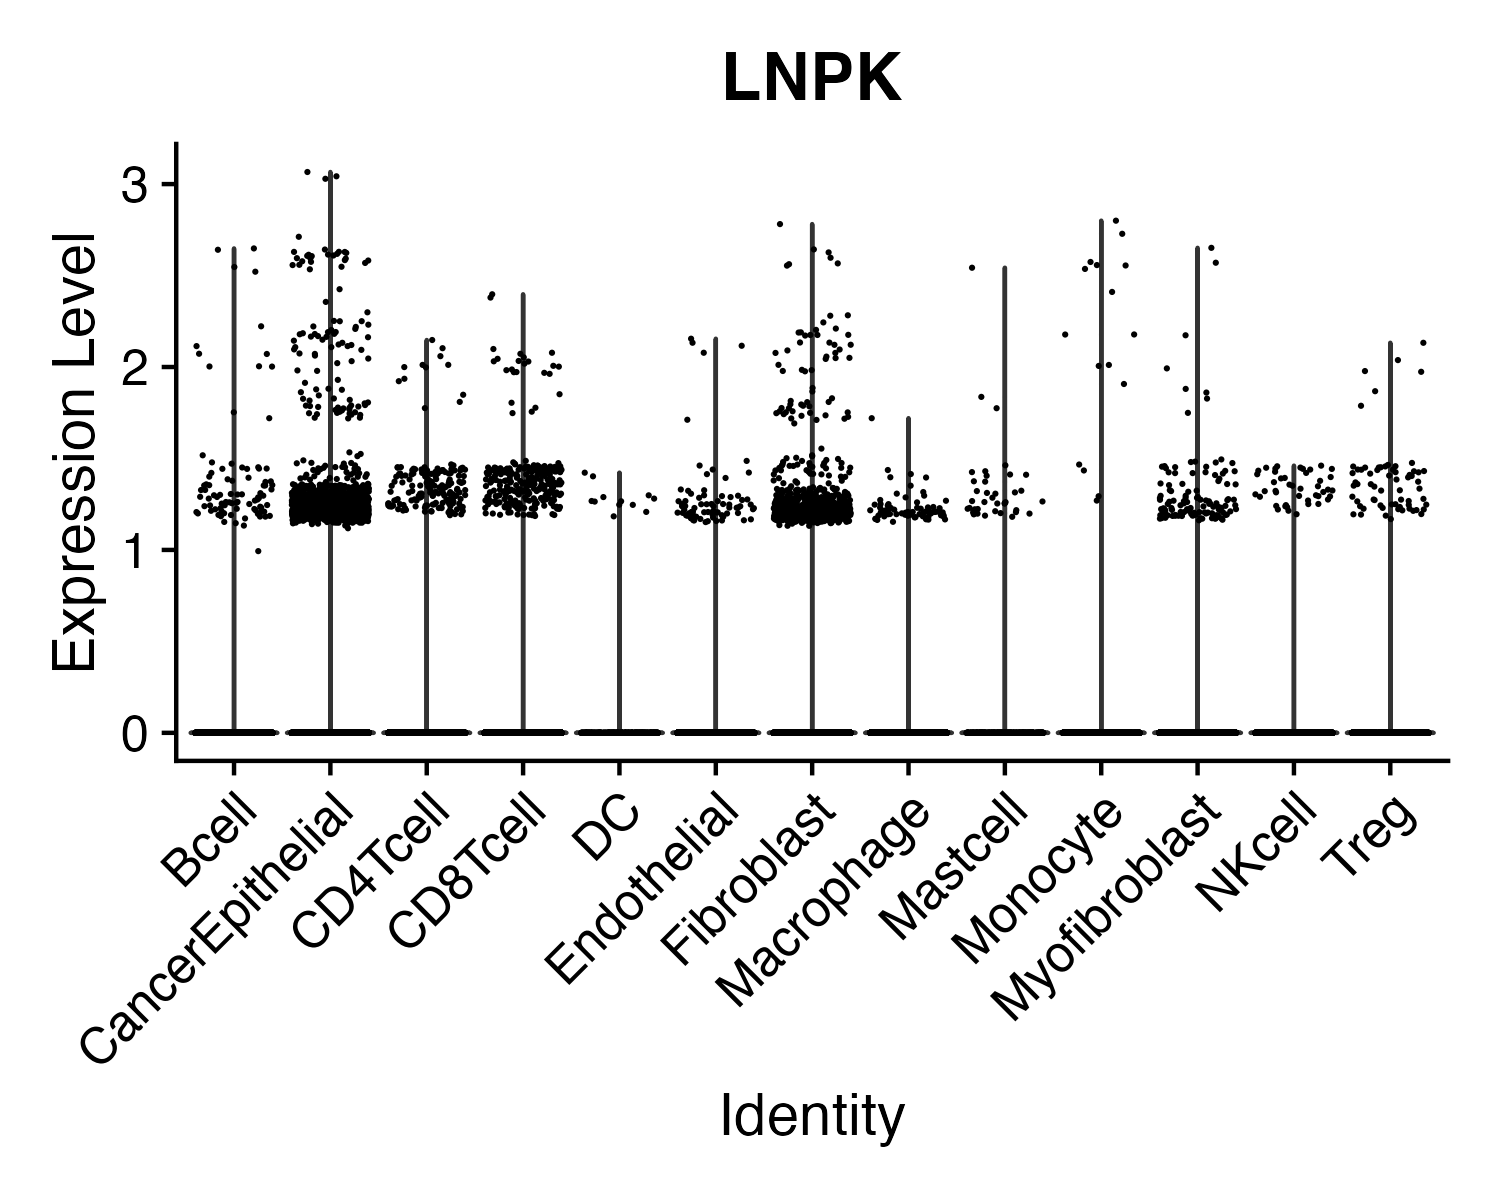 LNPK
Expression Level
3
2
1
0
Bcell
CancerEpithelial
CD4Tcell
CD8Tcell
DC
Endothelial
Fibroblast
Macrophage
Mastcell
Monocyte
Myofibroblast
NKcell
Treg
Identity